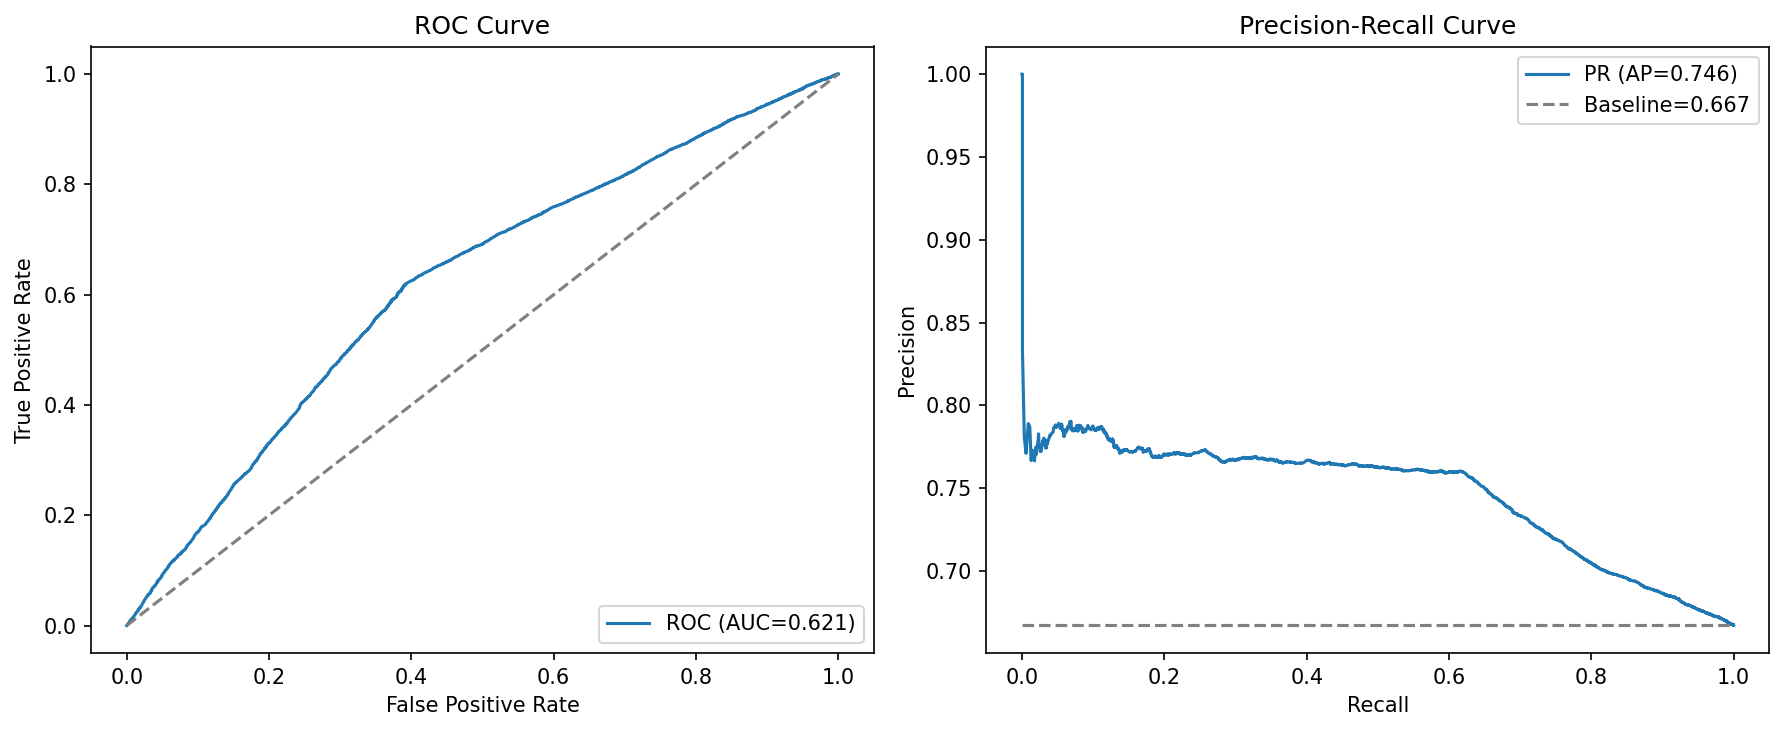 ROC Curve
True Positive Rate
1.0
0.8
0.6
0.4
0.2
0.0
ROC (AUC=0.621)
0.0 0.2 0.4 0.6 0.8 1.0
False Positive Rate
Precision-Recall Curve
Precision
1.00
0.95
0.90
0.85
0.80
0.75
0.70
PR (AP=0.746)
Baseline=0.667
0.0 0.2 0.4 0.6 0.8 1.0
Recall